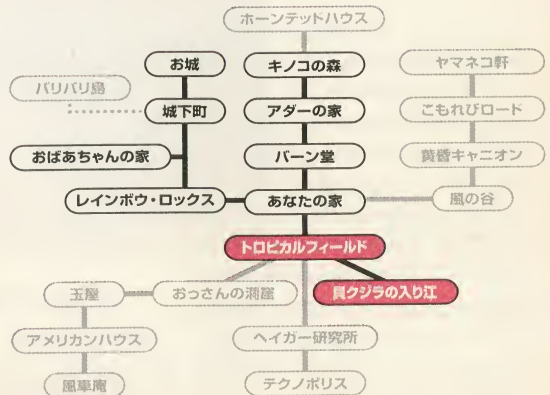 ホーンテッドハウス
お城
キノコの森
ヤマネコ軒
パリパリ島
城下町
アダーの家
こもれびロード
おばあちゃんの家
バーン堂
黄昏キャニオン
レインボウ・ロックス
あなたの家
風の谷
トロピカルフィールド
玉屋
おっさんの洞窟
貝クジラの入り江
アメリカンハウス
ヘイガー研究所
風車庵
テクノポリス